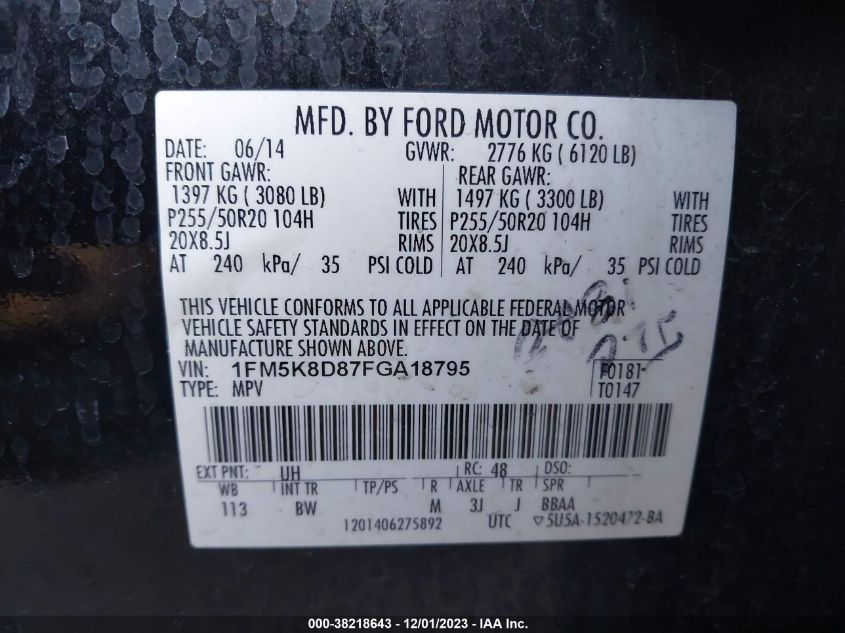 MFD. BY FORD MOTOR CO.
DATE: 06/14 GVWR: 2776 KG ( 6120 LB)
FRONT GAWR: REAR GAWR:
1397 KG ( 3080 LB) WITH 1497 KG ( 3300 LB) WITH
P255/50R20 104H TIRES P255/50R20 104H TIRES
20X8.5J RIMS 20X8.5J RIMS
AT 240 kPa/ 35 PSI COLD AT 240 kPa/ 35 PSI COLD
THIS VEHICLE CONFORMS TO ALL APPLICABLE FEDERAL MOTOR
VEHICLE SAFETY STANDARDS IN EFFECT ON THE DATE OF
MANUFACTURE SHOWN ABOVE.
VIN: 1FM5K8D87FGA18795 F0181
TYPE: MPV T0147
EXT PNT: UH RC: 48 DSO:
WB INT TR TP/PS R AXLE TR SPR
113 BW M 3J J BBAA
1201406275892 UTC ▽5U5A-1520472-BA
000-38218643 - 12/01/2023 - IAA Inc.